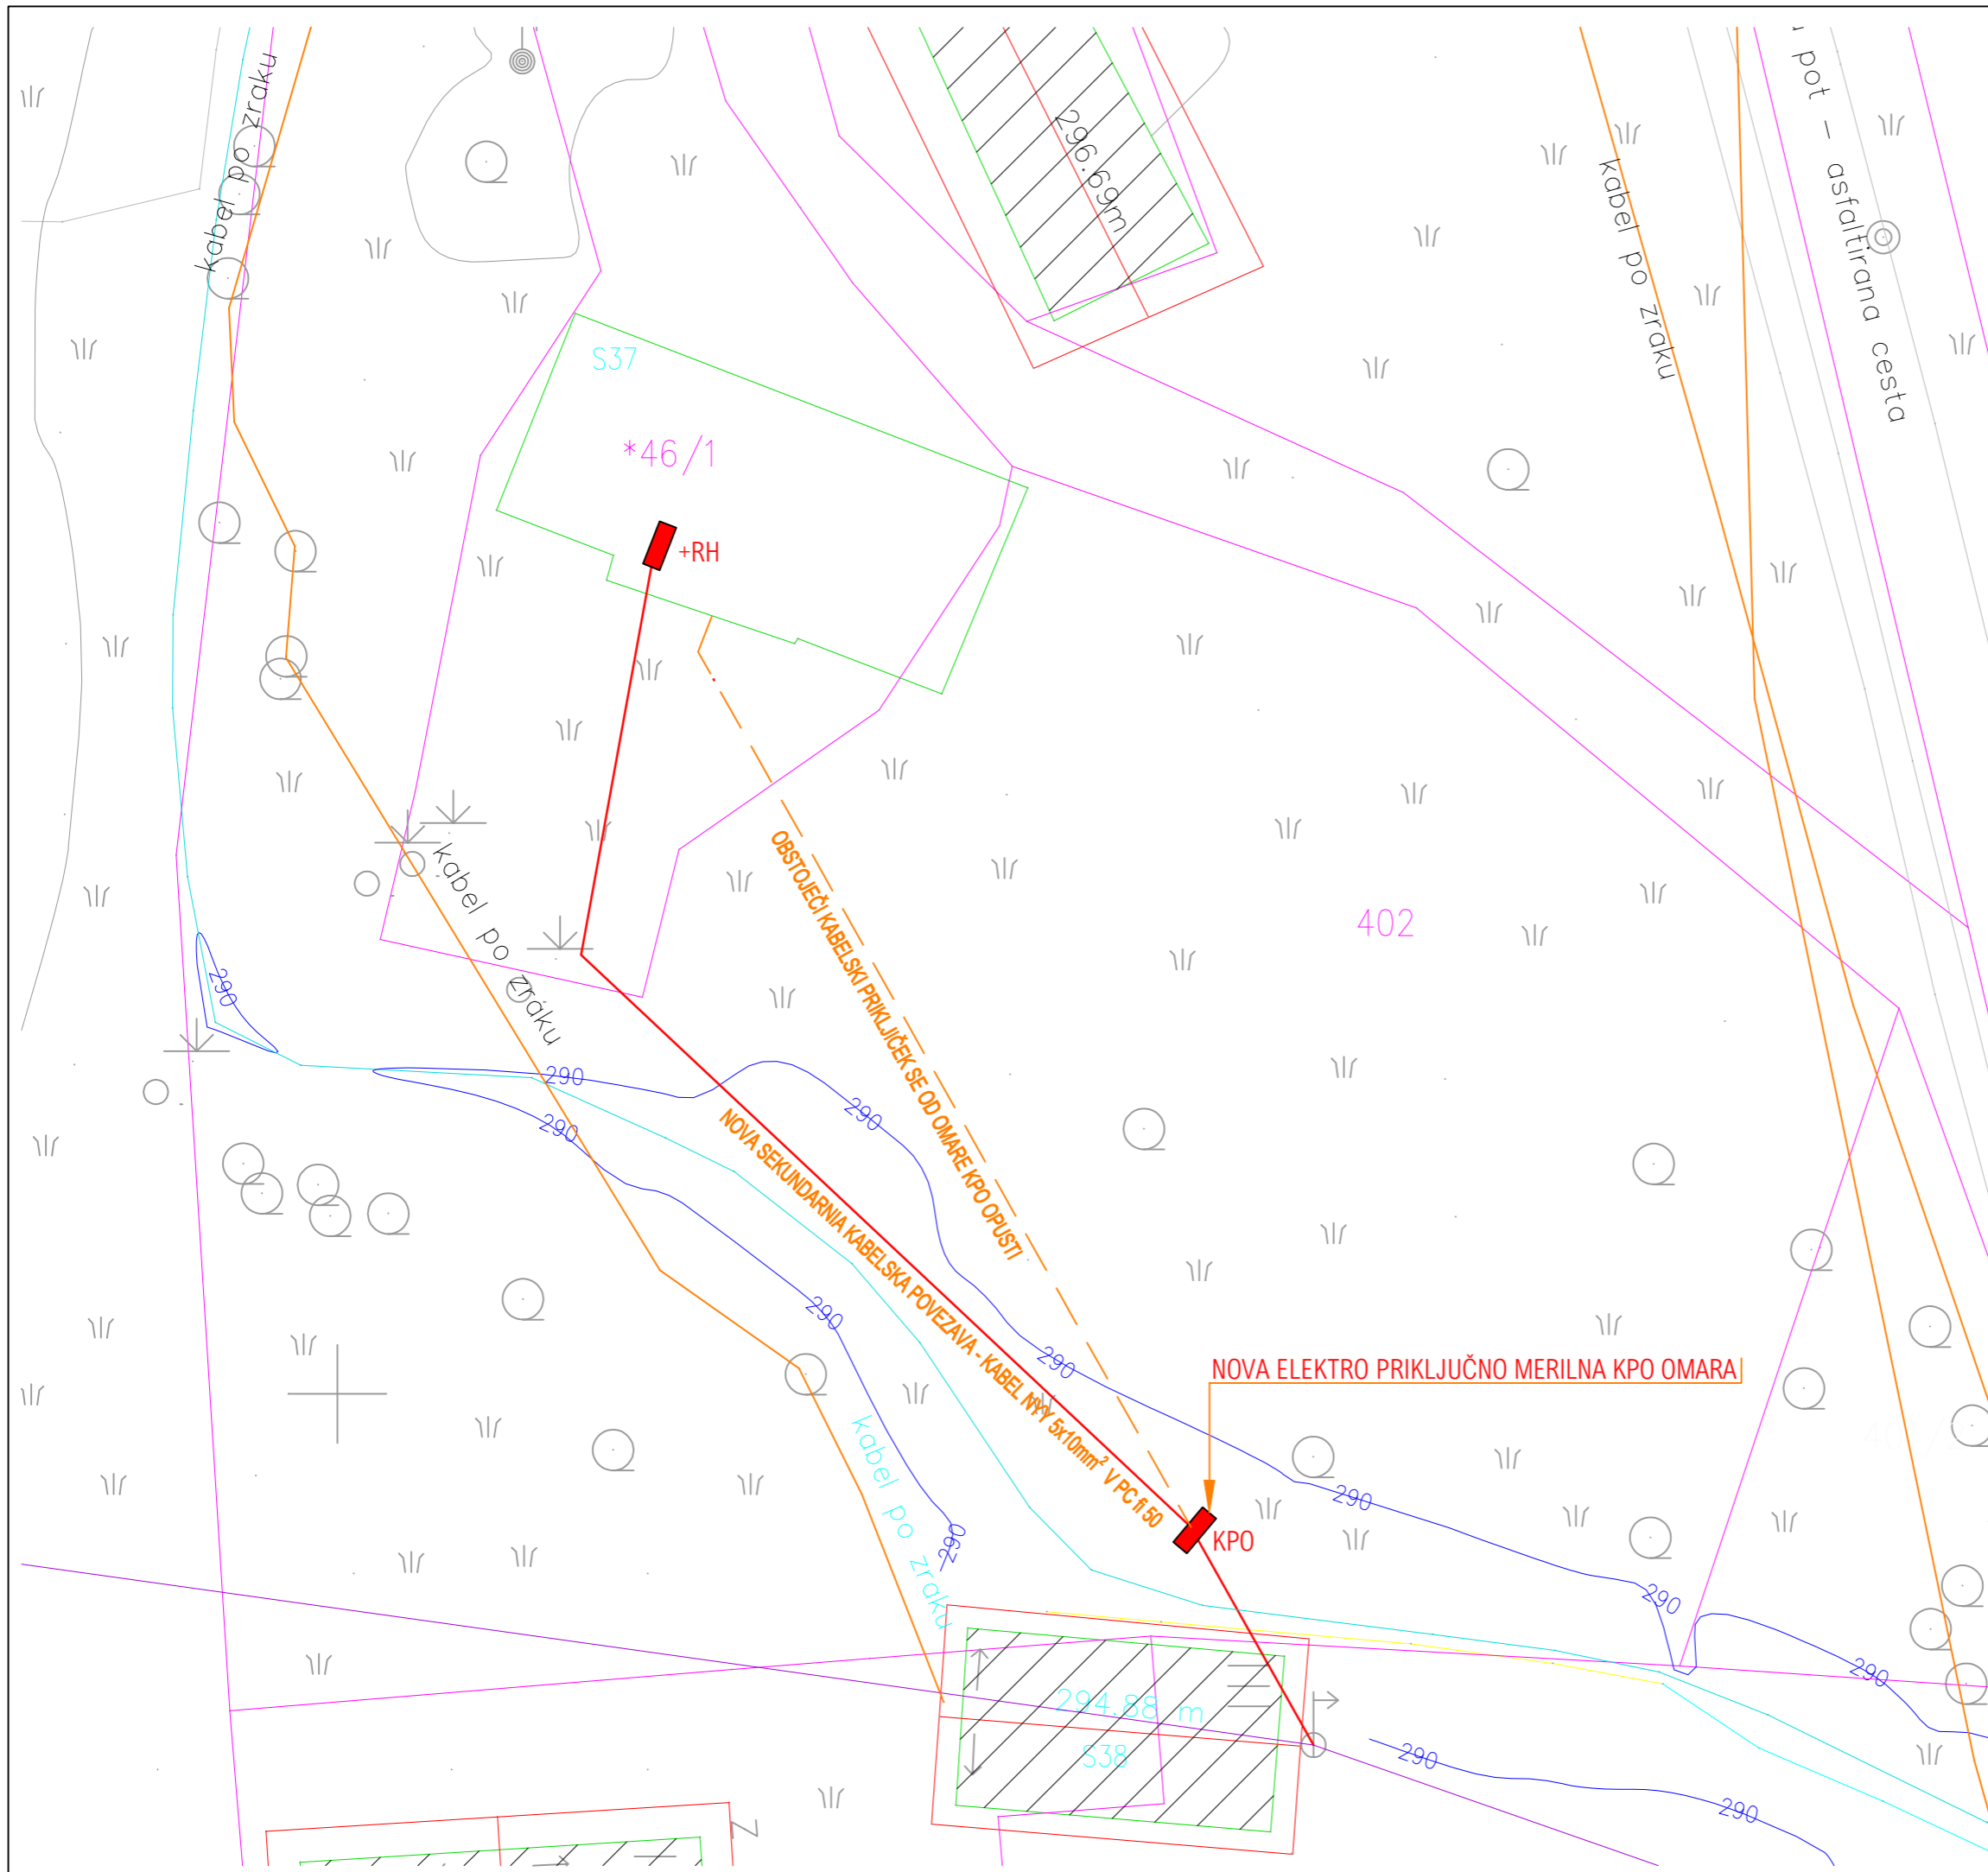 kabel po zraku
296.69m
kabel po zraku
pot – asfaltirana cesta
S37
*46/1
+RH
402
kabel po zraku
OBSTOJEČI KABELSKI PRIKLJIČEK SE OD OMARE KPO OPUSTI
290
290
290
290
NOVA SEKUNDARNIA KABELSKA POVEZAVA - KABEL NYY 5x10mm² V PC fi 50
290
290
NOVA ELEKTRO PRIKLJUČNO MERILNA KPO OMARA
kabel po zraku
290
290
KPO
290
290
294.88 m
S38
290
290